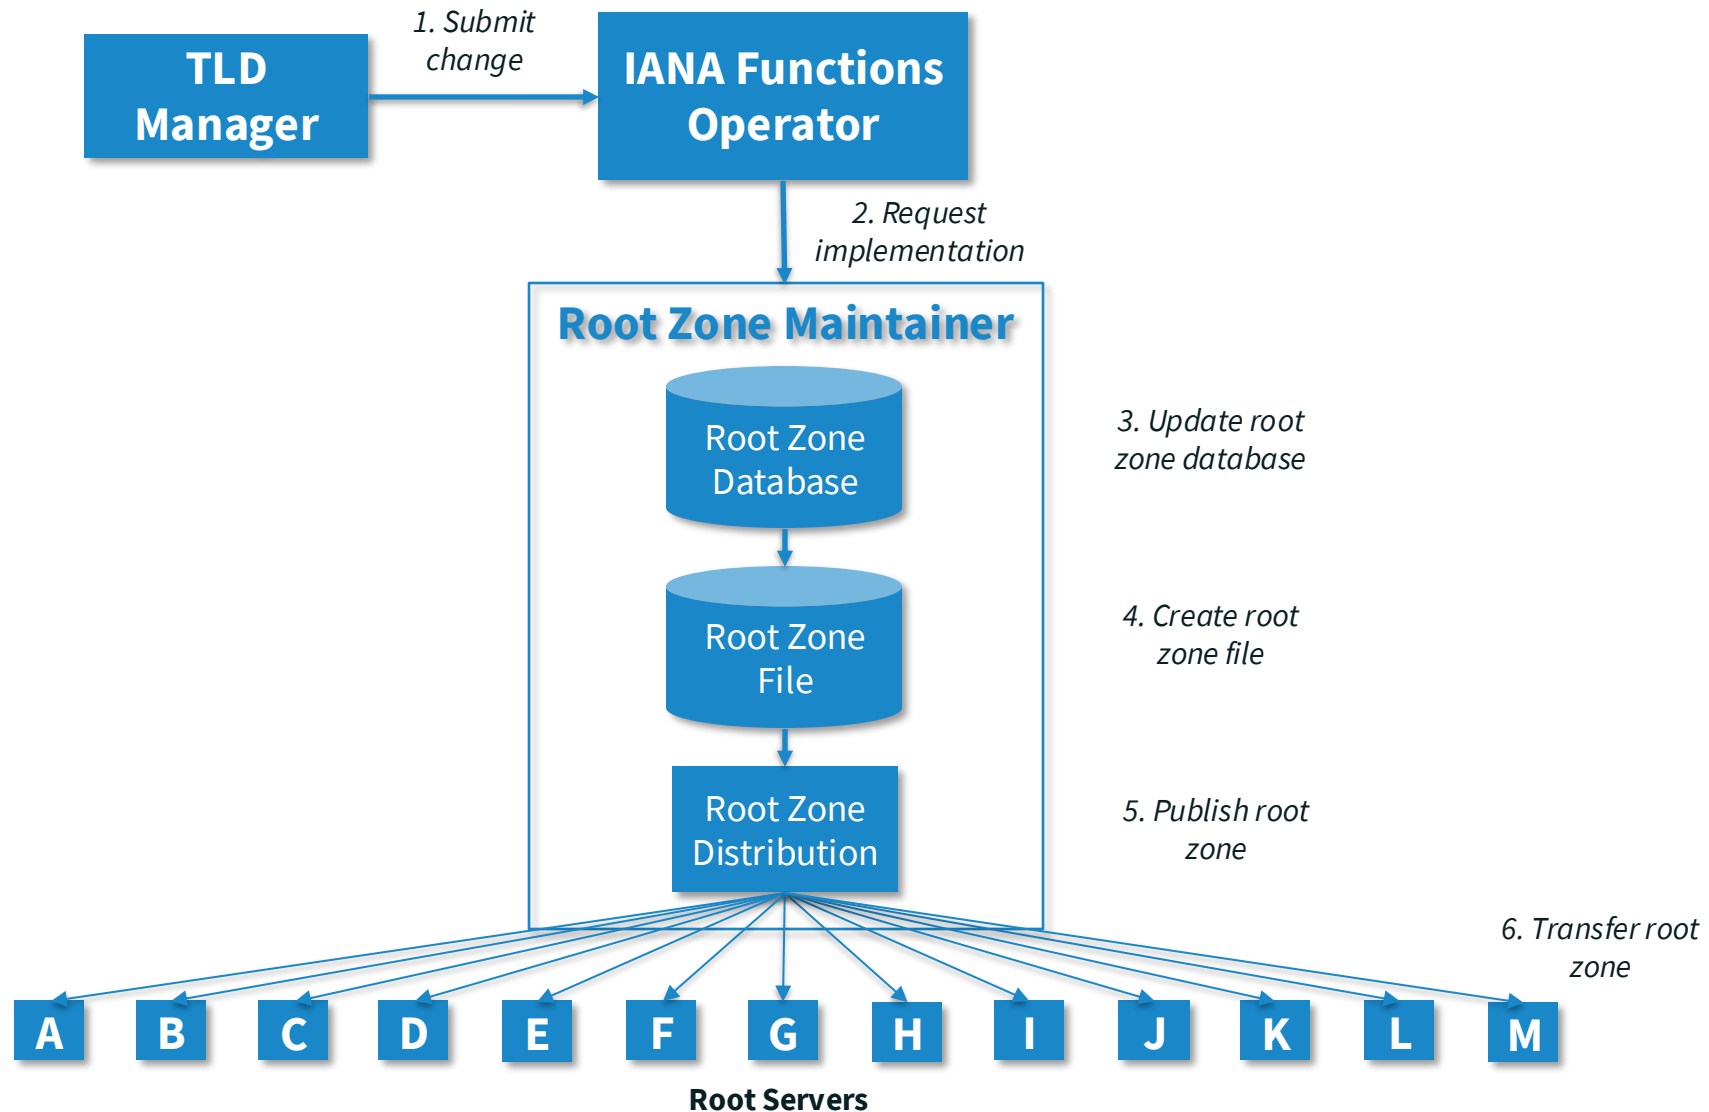 1. Submit
change
TLD
Manager
IANA Functions
Operator
2. Request
implementation
Root Zone Maintainer
Root Zone
Database
3. Update root
zone database
Root Zone
File
4. Create root
zone file
Root Zone
Distribution
5. Publish root
zone
6. Transfer root
zone
A B C D E F G H I J K L M
Root Servers